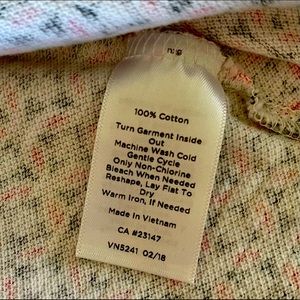 100% Cotton
Turn Garment Inside
Out
Machine Wash Cold
Gentle Cycle
Only Non-Chlorine
Bleach When Needed
Reshape, Lay Flat To
Dry
Warm Iron, If Needed
Made In Vietnam
CA #23147
VN5241 02/18